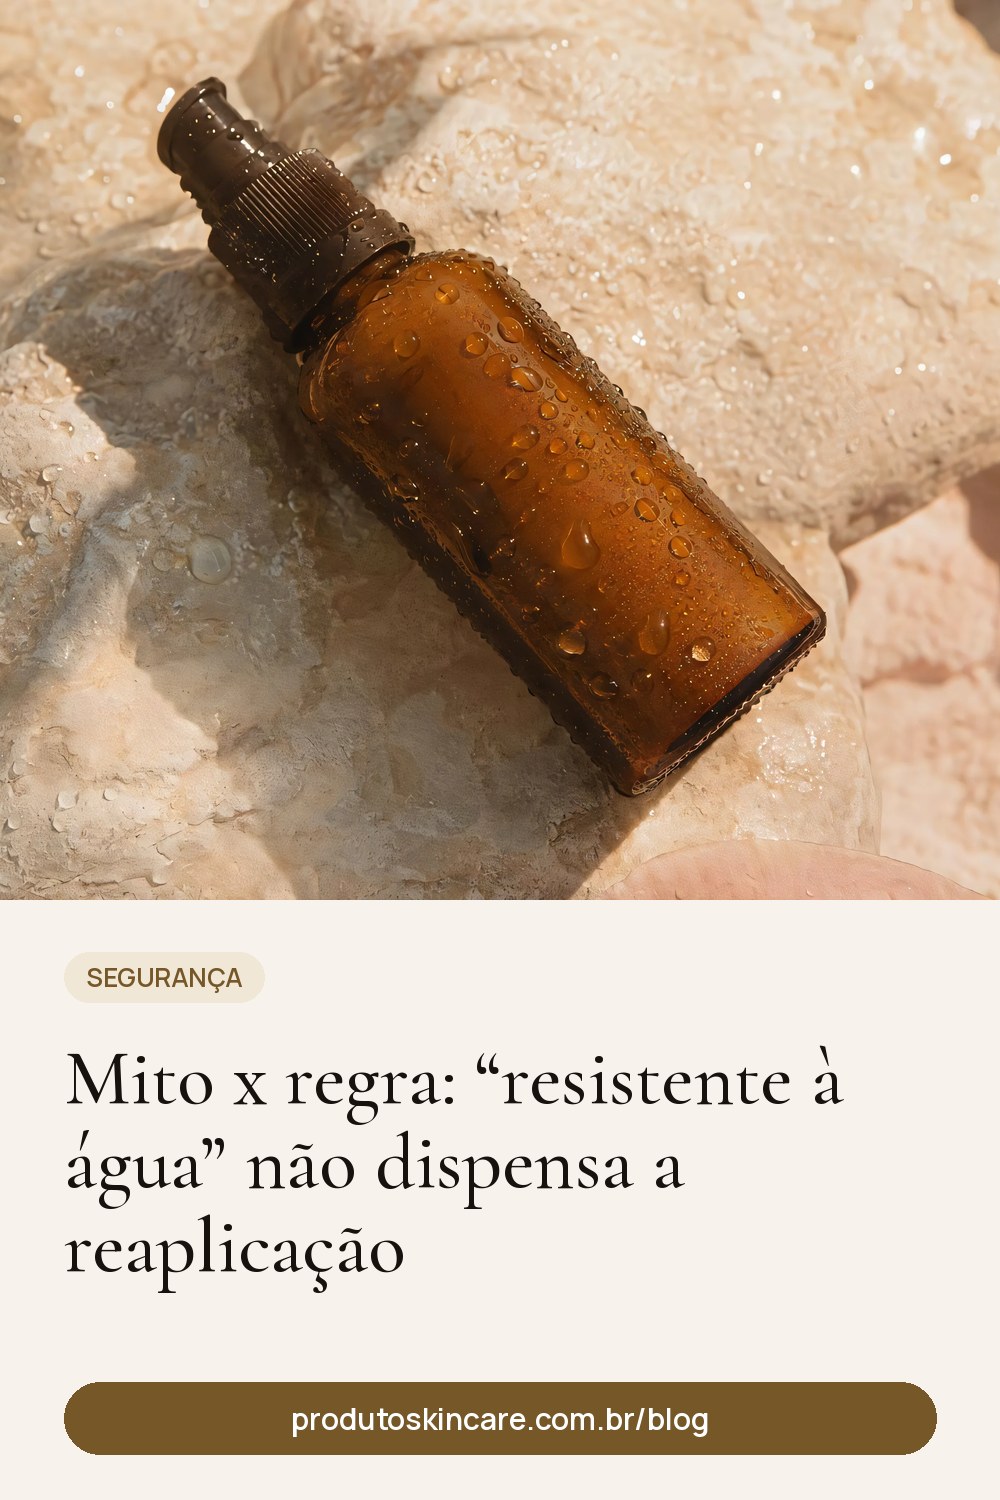 SEGURANÇA
Mito x regra: “resistente à
água” não dispensa a
reaplicação
produtoskincare.com.br/blog